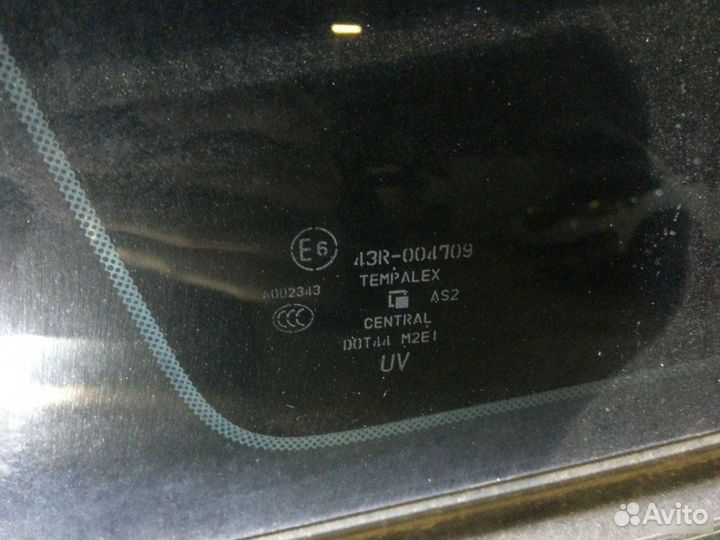 E6 43R-004709
TEMPALEX
A002343
AS2
CCC
CENTRAL
DOT44 M2E1
UV
Avito